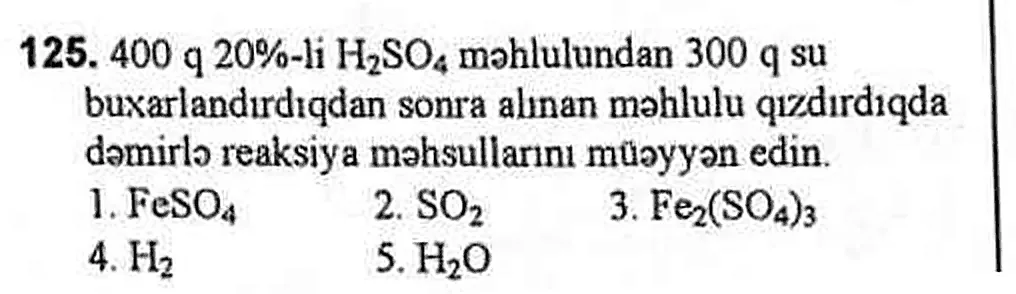 125. 400 q 20%-li H₂SO₄ məhlulundan 300 q su
buxarlandırdıqdan sonra alınan məhlulu qızdırdıqda
dəmirlə reaksiya məhsullarını müəyyən edin.
1. FeSO₄ 2. SO₂ 3. Fe₂(SO₄)₃
4. H₂ 5. H₂O